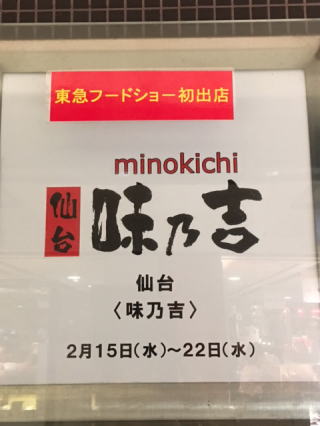 東急フードショー初出店
minokichi
仙台 味乃吉
仙台
〈味乃吉〉
2月15日(水)~22日(水)